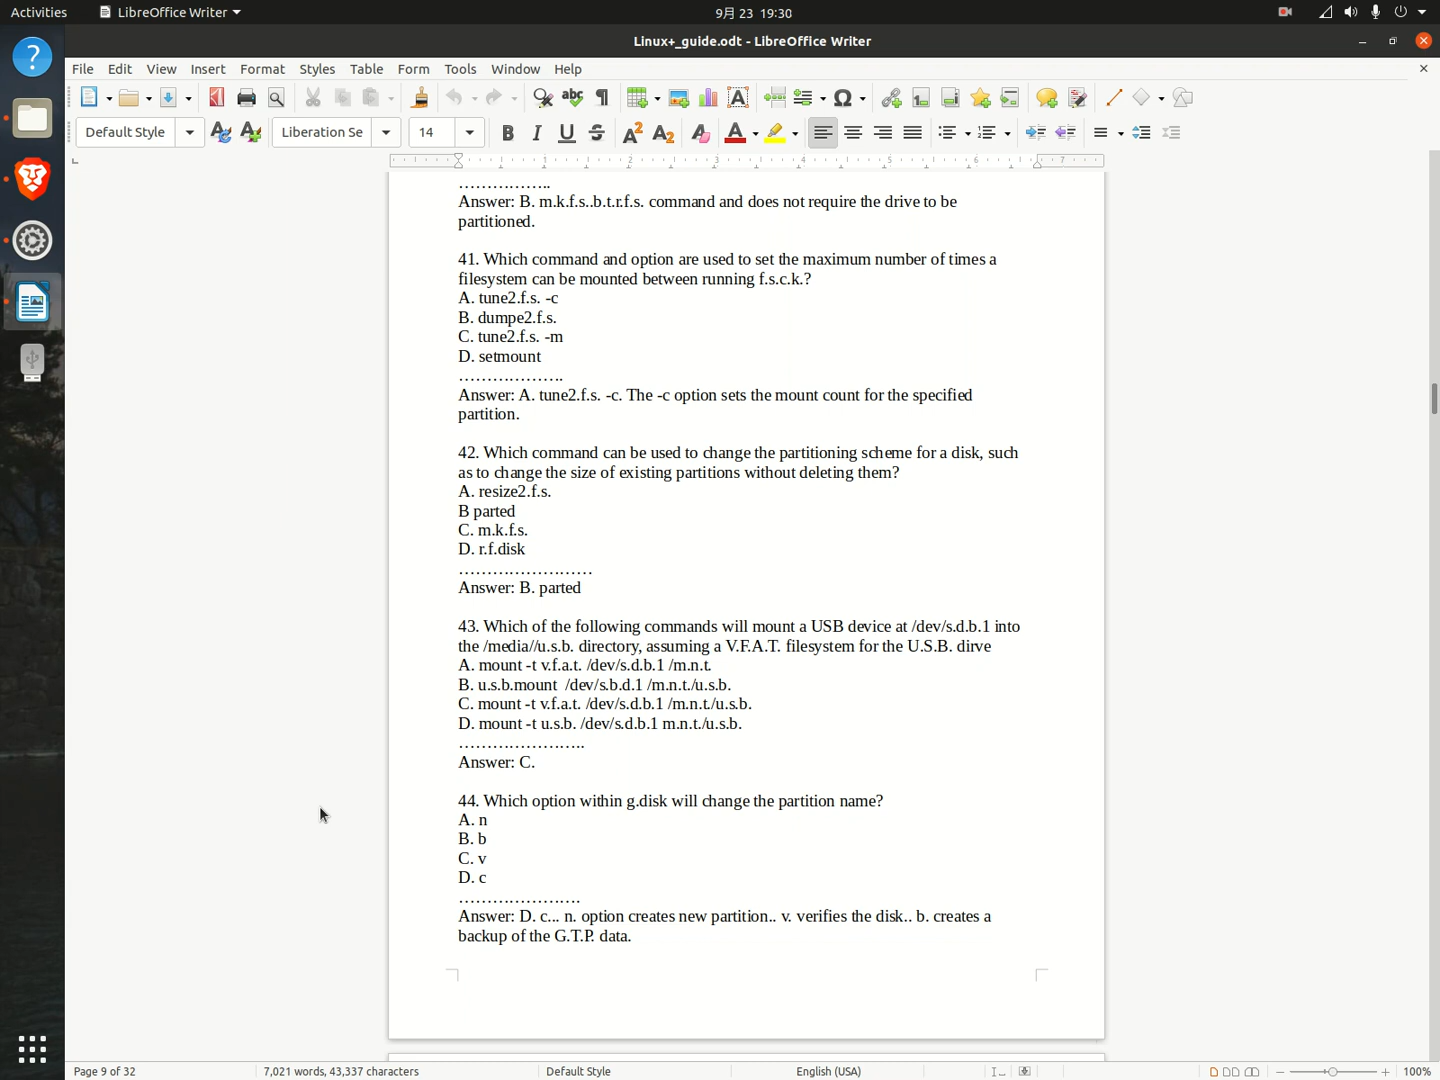 Activities
LibreOffice Writer
9月 23 19:30
Linux+_guide.odt - LibreOffice Writer
File Edit View Insert Format Styles Table Form Tools Window Help
Default Style
Liberation Se
14
1 2 3 4 5 6 7
……………..
Answer: B. m.k.f.s..b.t.r.f.s. command and does not require the drive to be
partitioned.
41. Which command and option are used to set the maximum number of times a
filesystem can be mounted between running f.s.c.k.?
A. tune2.f.s. -c
B. dumpe2.f.s.
C. tune2.f.s. -m
D. setmount
……………….
Answer: A. tune2.f.s. -c. The -c option sets the mount count for the specified
partition.
42. Which command can be used to change the partitioning scheme for a disk, such
as to change the size of existing partitions without deleting them?
A. resize2.f.s.
B parted
C. m.k.f.s.
D. r.f.disk
……………………
Answer: B. parted
43. Which of the following commands will mount a USB device at /dev/s.d.b.1 into
the /media//u.s.b. directory, assuming a V.F.A.T. filesystem for the U.S.B. dirve
A. mount -t v.f.a.t. /dev/s.d.b.1 /m.n.t.
B. u.s.b.mount  /dev/s.b.d.1 /m.n.t./u.s.b.
C. mount -t v.f.a.t. /dev/s.d.b.1 /m.n.t./u.s.b.
D. mount -t u.s.b. /dev/s.d.b.1 m.n.t./u.s.b.
…………………..
Answer: C.
44. Which option within g.disk will change the partition name?
A. n
B. b
C. v
D. c
………………….
Answer: D. c... n. option creates new partition.. v. verifies the disk.. b. creates a
backup of the G.T.P. data.
Page 9 of 32
7,021 words, 43,337 characters
Default Style
English (USA)
100%